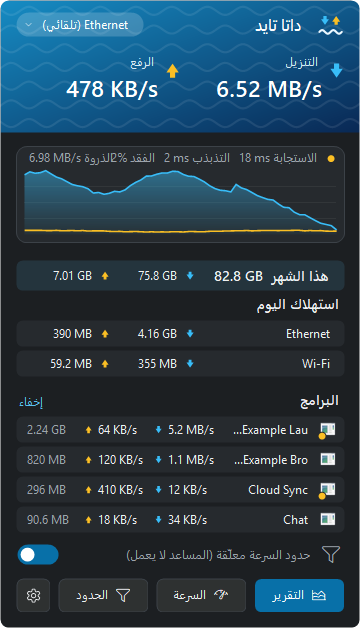 داتا تايد
Ethernet (تلقائي)
التنزيل
6.52 MB/s
الرفع
478 KB/s
الاستجابة 18 ms التذبذب 2 ms الفقد 2% الذروة 6.98 MB/s
هذا الشهر 82.8 GB 75.8 GB 7.01 GB
استهلاك اليوم
Ethernet 4.16 GB 390 MB
Wi-Fi 355 MB 59.2 MB
البرامج إخفاء
Example Lau... 5.2 MB/s 64 KB/s 2.24 GB
Example Bro... 1.1 MB/s 120 KB/s 820 MB
Cloud Sync 12 KB/s 410 KB/s 296 MB
Chat 34 KB/s 18 KB/s 90.6 MB
حدود السرعة معلّقة (المساعد لا يعمل)
التقرير السرعة الحدود